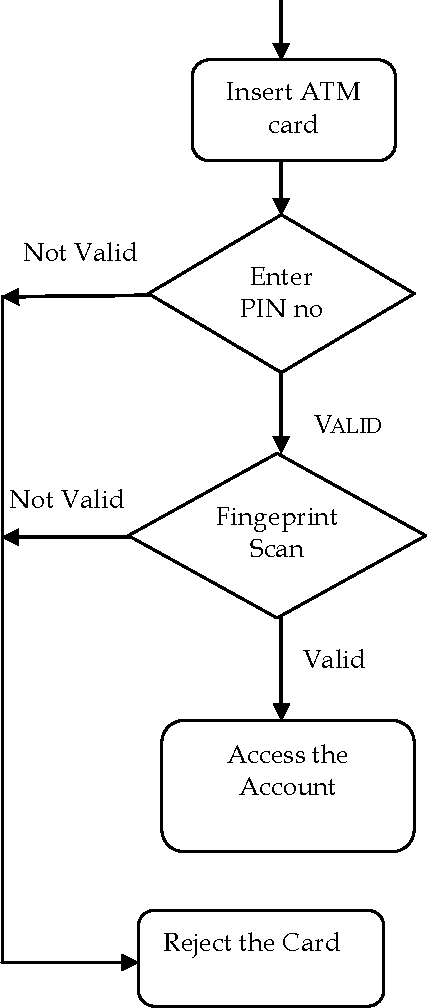 Insert ATM
card
Not Valid
Enter
PIN no
VALID
Not Valid
Fingeprint
Scan
Valid
Access the
Account
Reject the Card